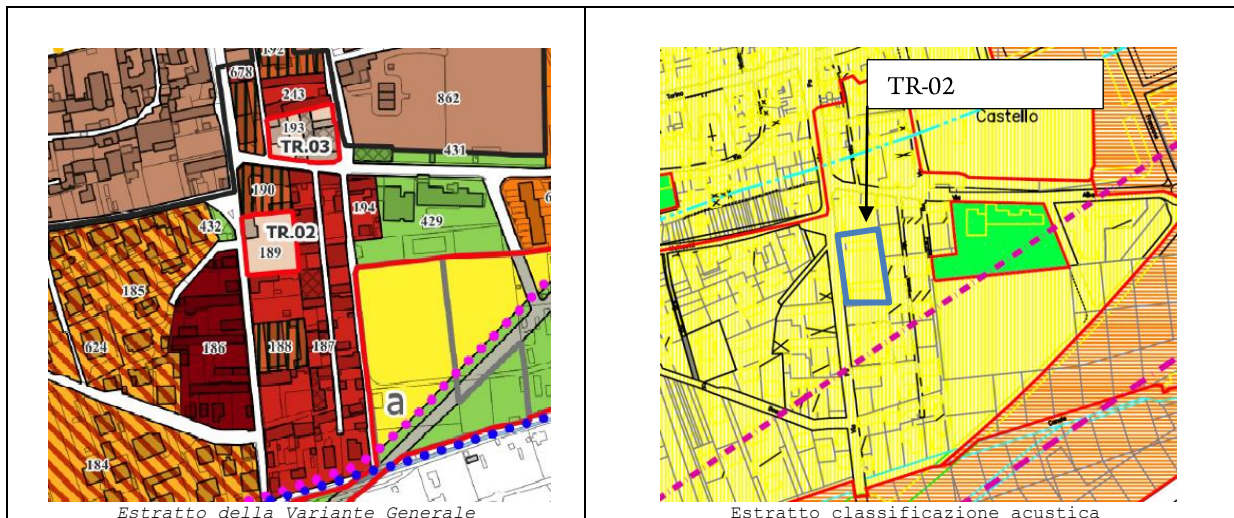 192
678
243
862
193
TR.03
431
190
194
429
432
TR.02
189
185
624
186
188
187
a
184
Estratto della Variante Generale
TR-02
Torino
Castello
Estratto classificazione acustica